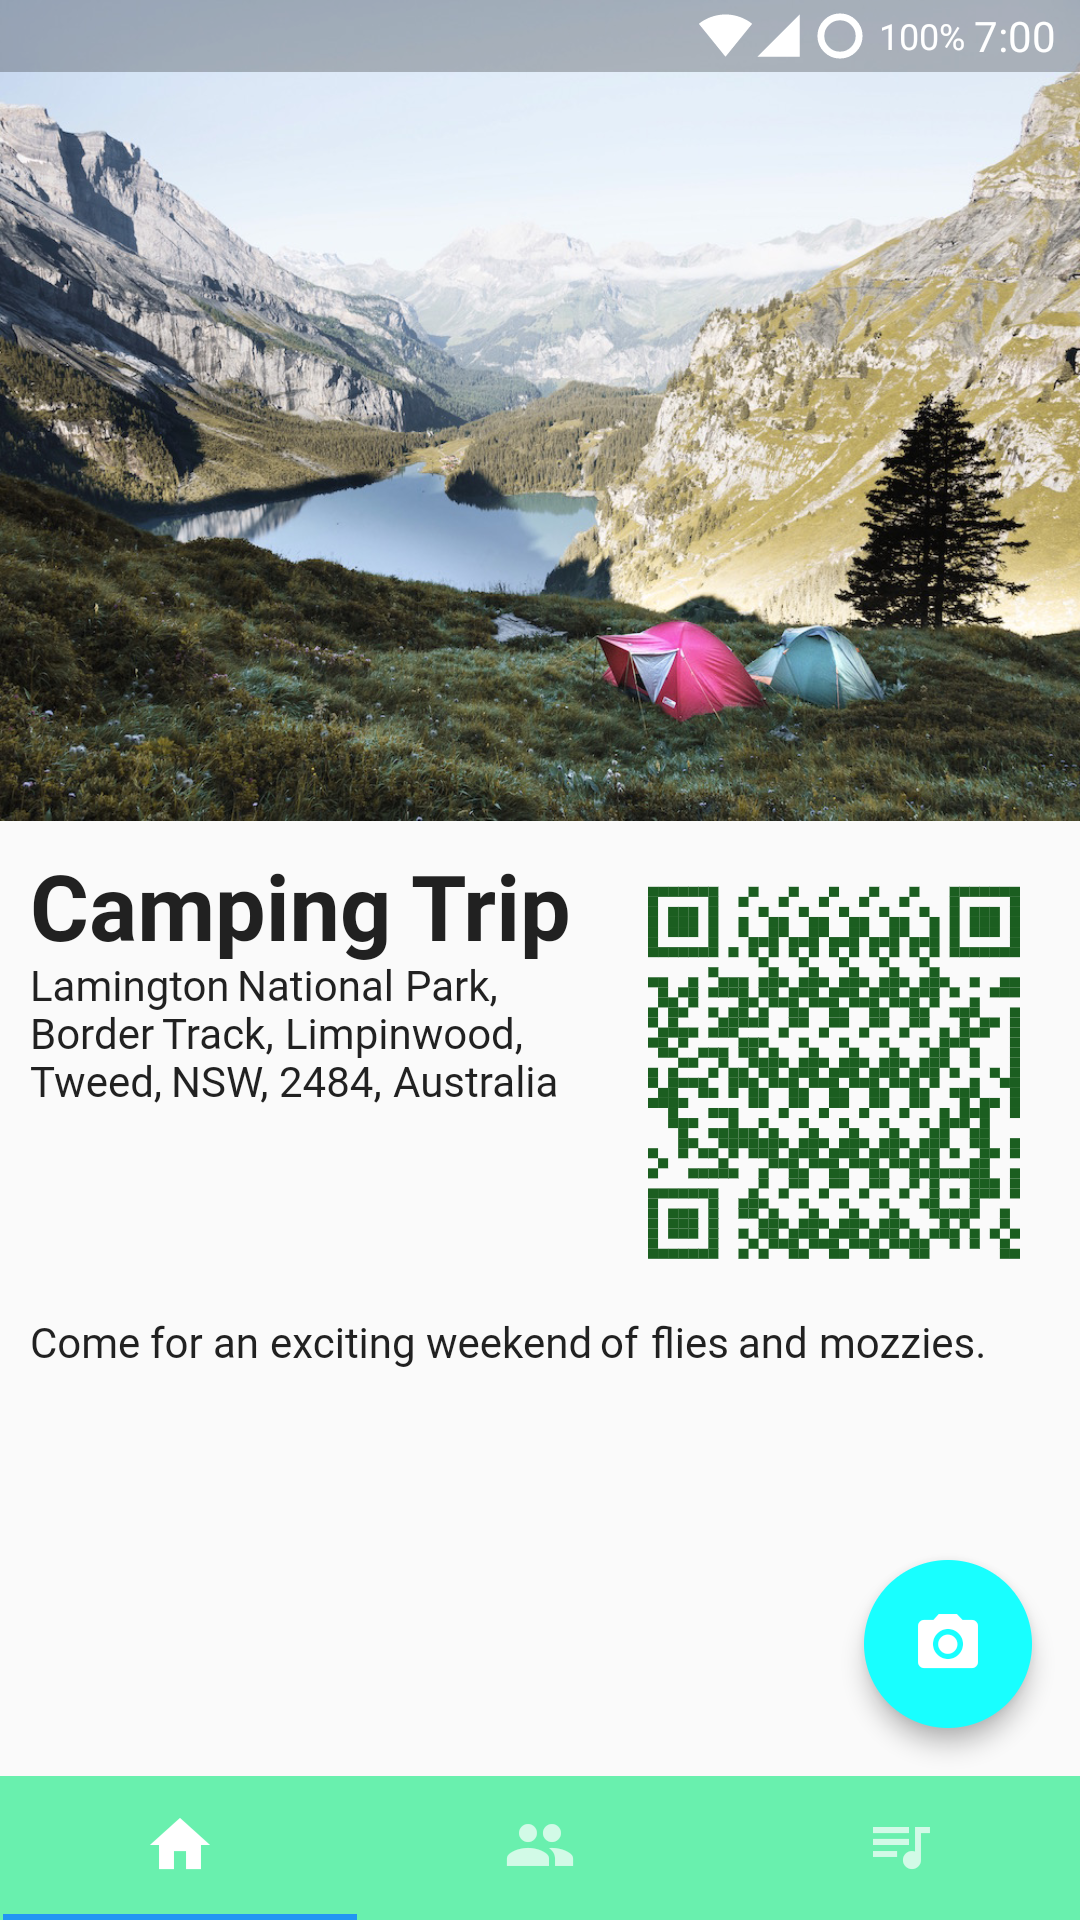 100% 7:00
Camping Trip
Lamington National Park,
Border Track, Limpinwood,
Tweed, NSW, 2484, Australia
Come for an exciting weekend of flies and mozzies.